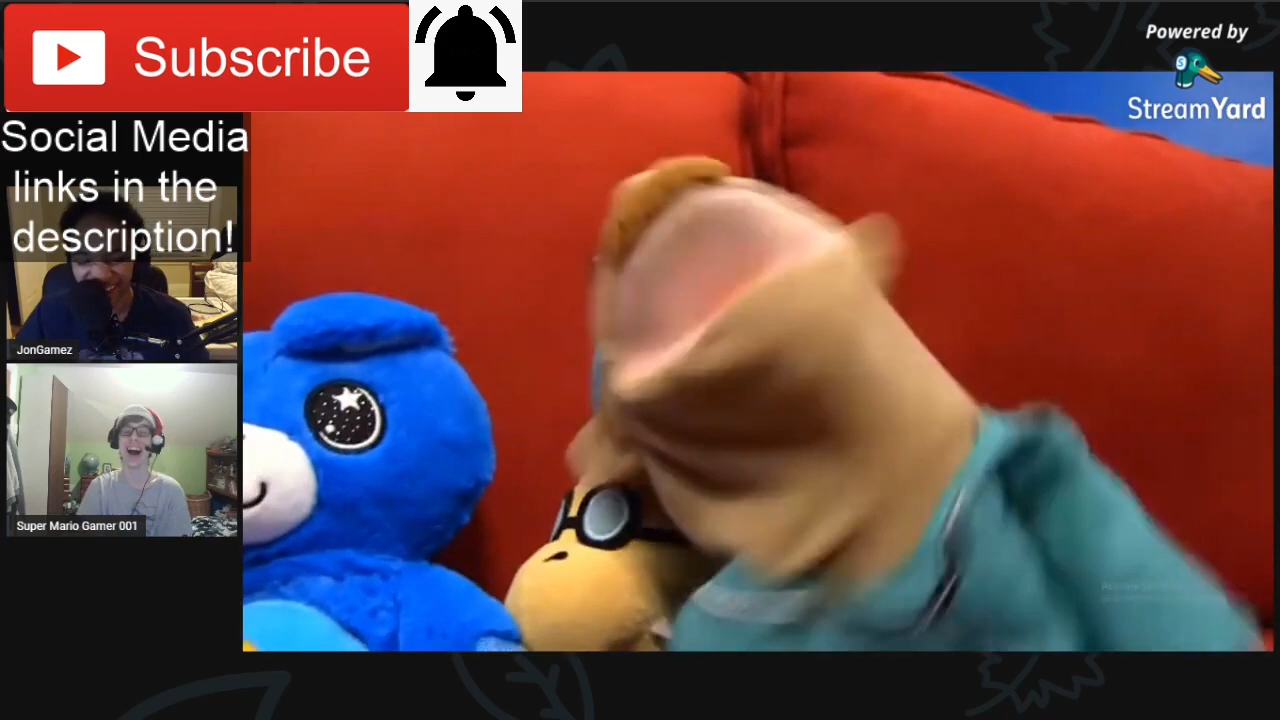 Subscribe
Powered by
StreamYard
Social Media
links in the
description!
JonGamez
Super Mario Gamer 001